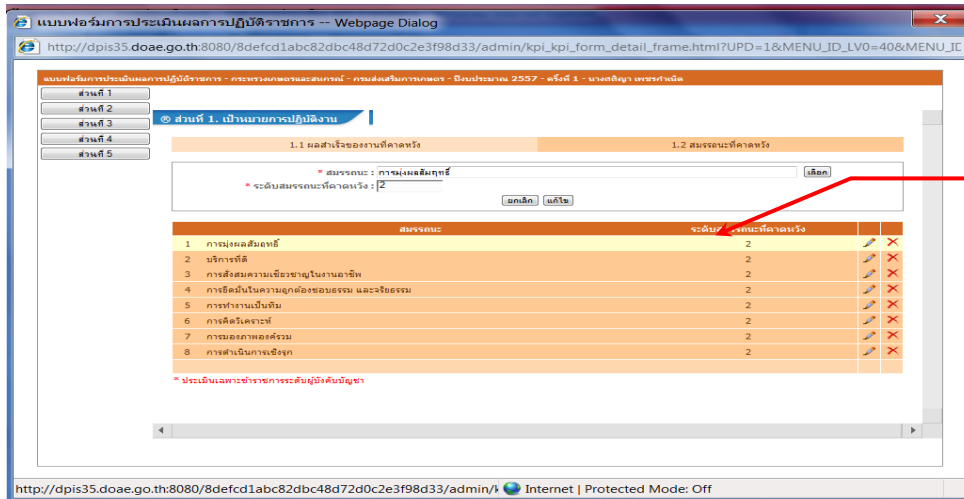 แบบฟอร์มการประเมินผลการปฏิบัติราชการ -- Webpage Dialog
http://dpis35.doae.go.th:8080/8defcd1abc82dbc48d72d0c2e3f98d33/admin/kpi_kpi_form_detail_frame.html?UPD=1&MENU_ID_LV0=40&MENU_ID
แบบฟอร์มการประเมินผลการปฏิบัติราชการ - กระทรวงเกษตรและสหกรณ์ - กรมส่งเสริมการเกษตร - ปีงบประมาณ 2557 - ครั้งที่ 1 - นางสติญา เพชรกำเนิด
ส่วนที่ 1
ส่วนที่ 2
ส่วนที่ 3
ส่วนที่ 4
ส่วนที่ 5
® ส่วนที่ 1. เป้าหมายการปฏิบัติงาน
1.1 ผลสำเร็จของงานที่คาดหวัง 1.2 สมรรถนะที่คาดหวัง
* สมรรถนะ : การมุ่งผลสัมฤทธิ์ เลือก
* ระดับสมรรถนะที่คาดหวัง : 2
ยกเลิก แก้ไข
สมรรถนะ ระดับสมรรถนะที่คาดหวัง
1 การมุ่งผลสัมฤทธิ์ 2
2 บริการที่ดี 2
3 การสั่งสมความเชี่ยวชาญในงานอาชีพ 2
4 การยึดมั่นในความถูกต้องชอบธรรม และจริยธรรม 2
5 การทำงานเป็นทีม 2
6 การคิดวิเคราะห์ 2
7 การมองภาพองค์รวม 2
8 การดำเนินการเชิงรุก 2
* ประเมินเฉพาะข้าราชการระดับผู้บังคับบัญชา
http://dpis35.doae.go.th:8080/8defcd1abc82dbc48d72d0c2e3f98d33/admin/k Internet | Protected Mode: Off